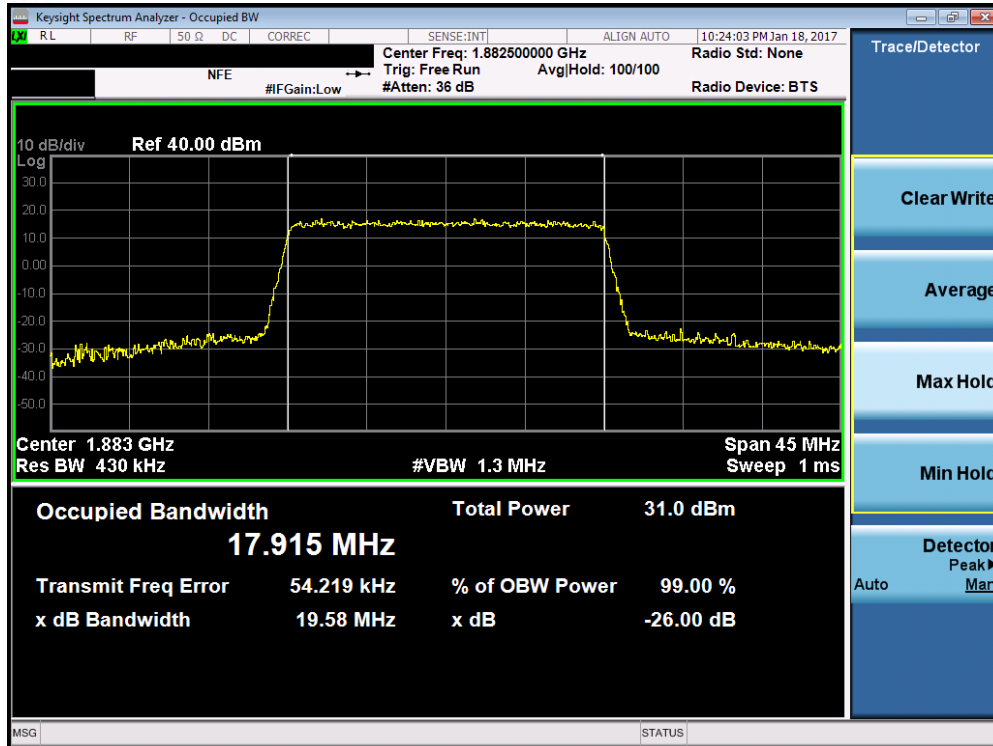 Keysight Spectrum Analyzer - Occupied BW
LXI RL RF 50 Ω DC CORREC SENSE:INT ALIGN AUTO 10:24:03 PM Jan 18, 2017
Center Freq: 1.882500000 GHz Radio Std: None
NFE Trig: Free Run Avg|Hold: 100/100
#IFGain:Low #Atten: 36 dB Radio Device: BTS
Trace/Detector
10 dB/div Ref 40.00 dBm
Log
30.0
20.0
10.0
0.00
-10.0
-20.0
-30.0
-40.0
-50.0
Center 1.883 GHz Span 45 MHz
Res BW 430 kHz #VBW 1.3 MHz Sweep 1 ms
Occupied Bandwidth Total Power 31.0 dBm
17.915 MHz
Transmit Freq Error 54.219 kHz % of OBW Power 99.00 %
x dB Bandwidth 19.58 MHz x dB -26.00 dB
Clear Write
Average
Max Hold
Min Hold
Detector
Peak
Auto Man
MSG STATUS